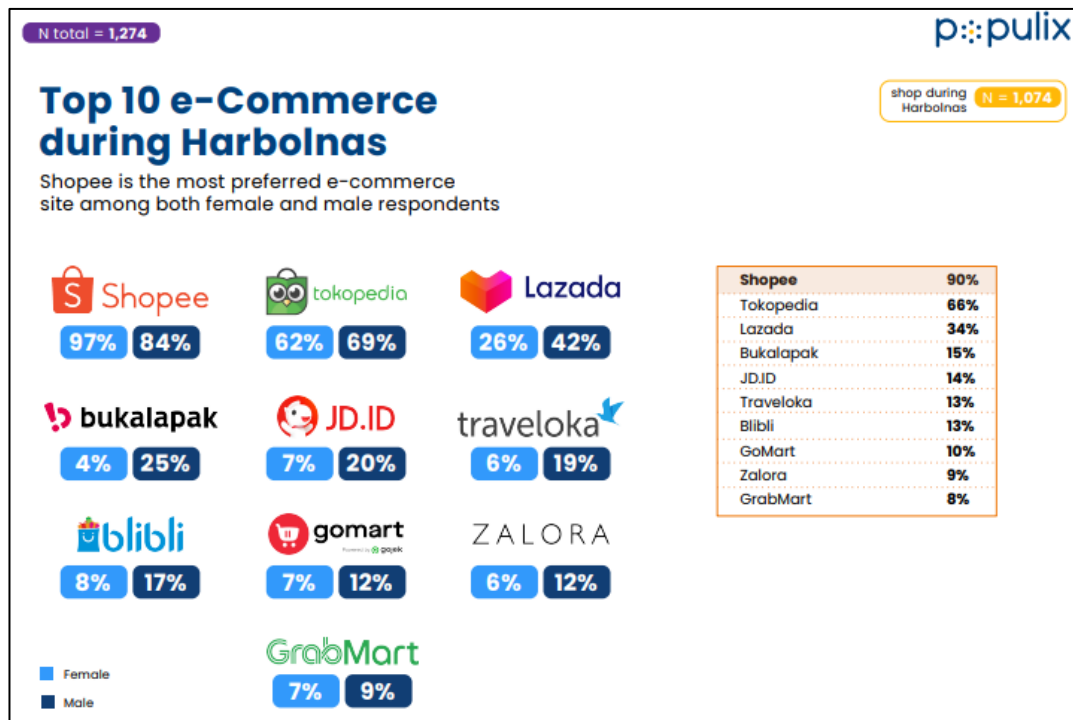 N total = 1,274
populix
Top 10 e-Commerce
during Harbolnas
shop during
Harbolnas
N = 1,074
Shopee is the most preferred e-commerce
site among both female and male respondents
S Shopee
tokopedia
Lazada
97% 84%
62% 69%
26% 42%
bukalapak
JD.ID
traveloka
4% 25%
7% 20%
6% 19%
blibli
gomart
Powered by gojek
ZALORA
8% 17%
7% 12%
6% 12%
GrabMart
7% 9%
Female
Male
Shopee 90%
Tokopedia 66%
Lazada 34%
Bukalapak 15%
JD.ID 14%
Traveloka 13%
Blibli 13%
GoMart 10%
Zalora 9%
GrabMart 8%